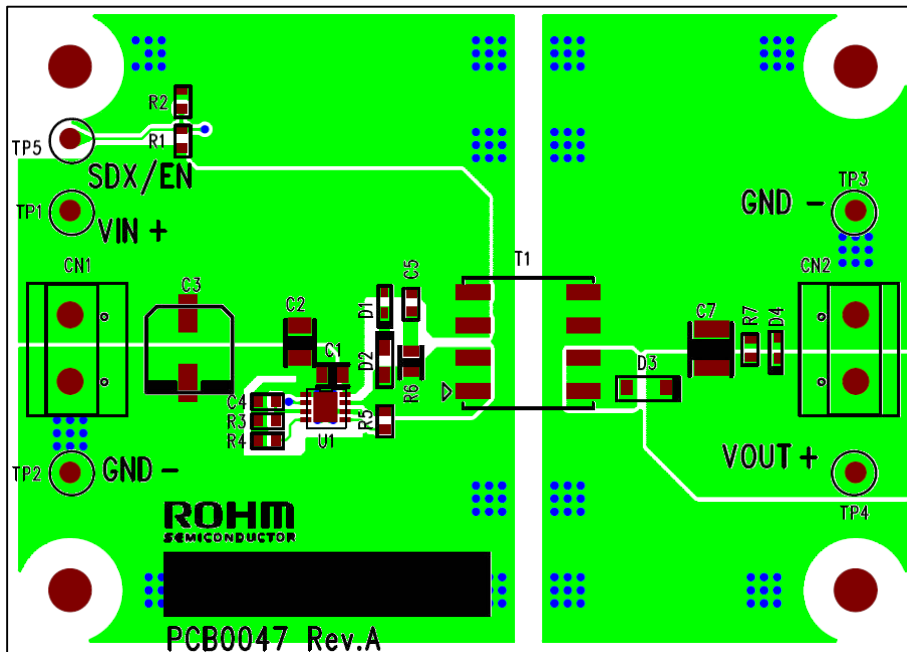 R2
R1
TP5
SDX/EN
TP1
VIN +
TP3
GND -
CN1
C3
C2
D1
C5
T1
C7
R7
D4
CN2
C1
D2
R6
D3
C4
R3
R4
U1
R5
TP2
GND -
VOUT +
TP4
ROHM
SEMICONDUCTOR
PCB0047 Rev.A